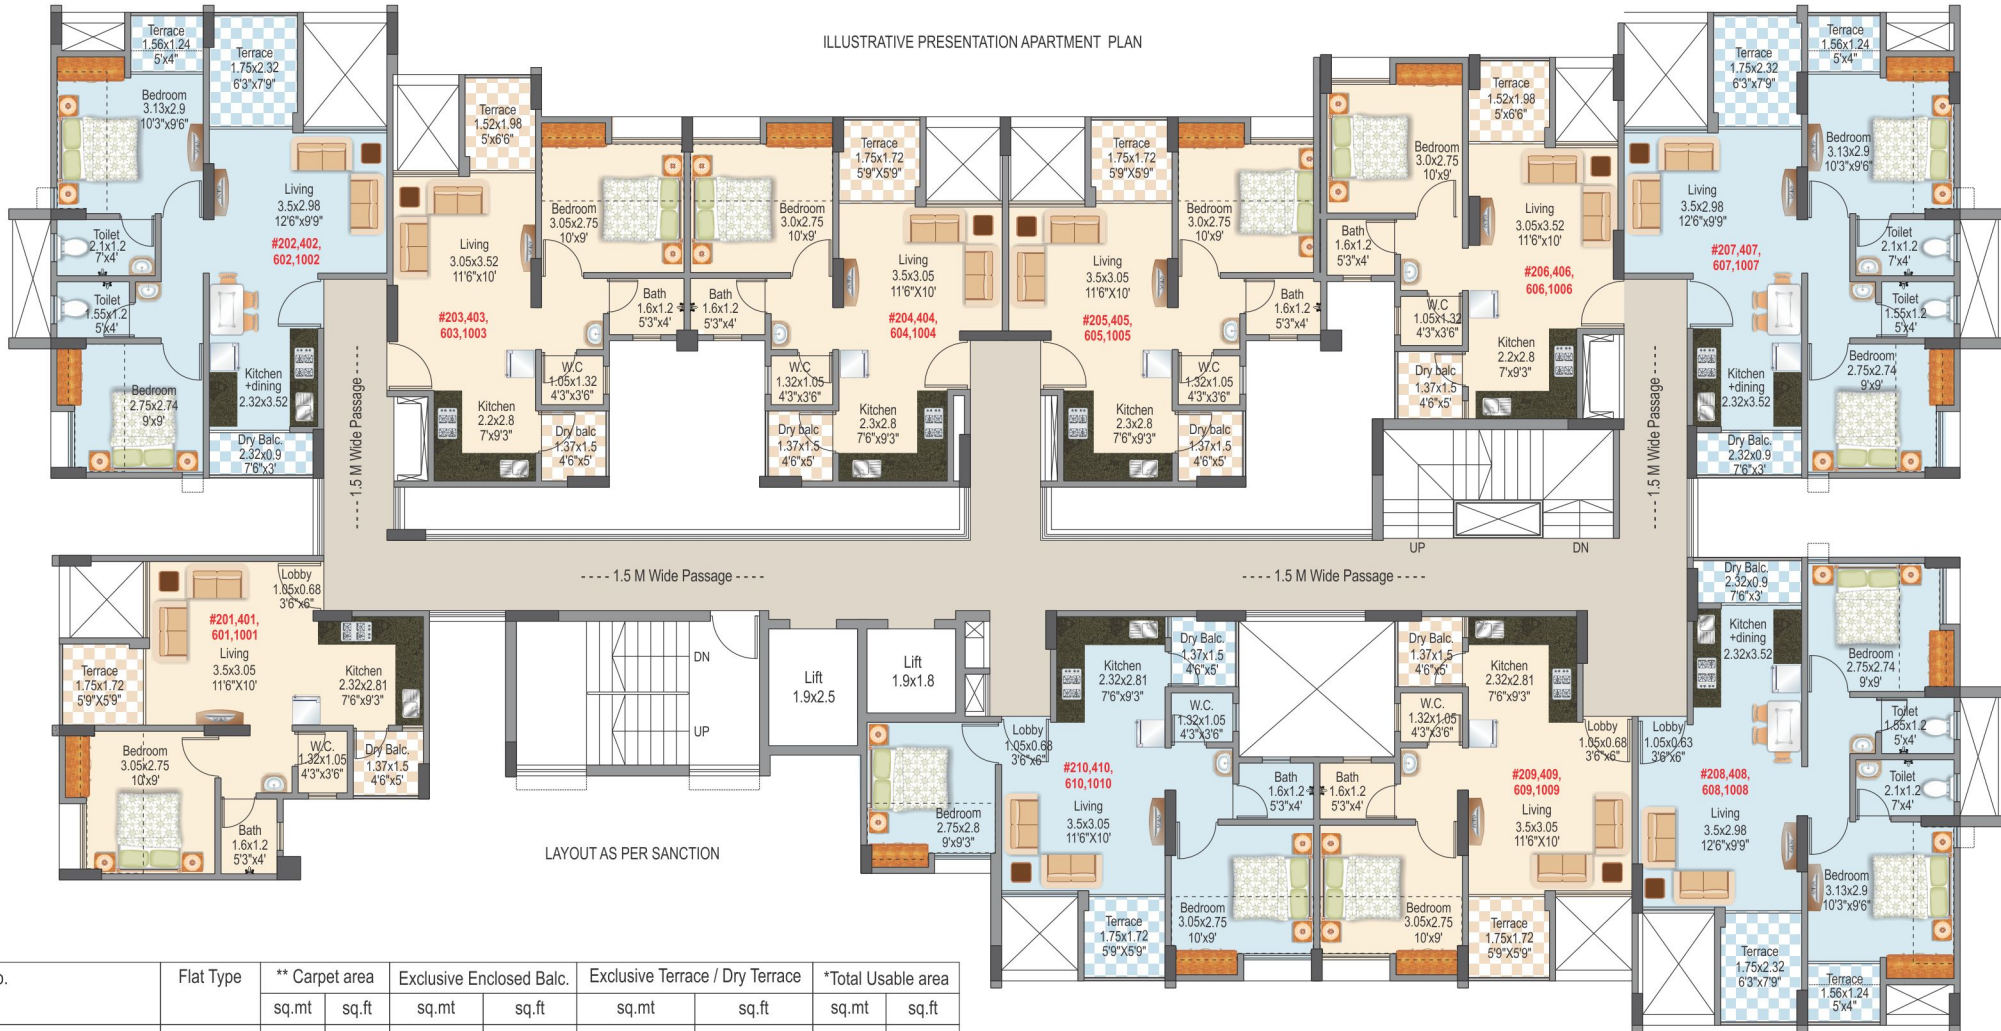 ILLUSTRATIVE PRESENTATION APARTMENT PLAN
Terrace
1.56x1.24
5'x4"
Terrace
1.75x2.32
6'3"x7'9"
Bedroom
3.13x2.9
10'3"x9'6"
Living
3.5x2.98
12'6"x9'9"
#202,402,
602,1002
Toilet
2.1x1.2
7'x4'
Toilet
1.55x1.2
5'x4'
Bedroom
2.75x2.74
9'x9'
Kitchen
+dining
2.32x3.52
Dry Balc.
2.32x0.9
7'6"x3'
---- 1.5 M Wide Passage ----
Terrace
1.52x1.98
5'x6'6"
Living
3.05x3.52
11'6"x10'
#203,403,
603,1003
Bedroom
3.05x2.75
10'x9'
Bath
1.6x1.2
5'3"x4'
W.C
1.05x1.32
4'3"x3'6"
Kitchen
2.2x2.8
7'x9'3"
Dry balc
1.37x1.5
4'6"x5'
Bedroom
3.0x2.75
10'x9'
Terrace
1.75x1.72
5'9"X5'9"
Living
3.5x3.05
11'6"X10'
#204,404,
604,1004
Bath
1.6x1.2
5'3"x4'
W.C
1.32x1.05
4'3"x3'6"
Dry balc
1.37x1.5
4'6"x5'
Kitchen
2.3x2.8
7'6"x9'3"
Terrace
1.75x1.72
5'9"X5'9"
Living
3.5x3.05
11'6"X10'
#205,405,
605,1005
Bedroom
3.0x2.75
10'x9'
Bath
1.6x1.2
5'3"x4'
W.C
1.32x1.05
4'3"x3'6"
Kitchen
2.3x2.8
7'6"x9'3"
Dry balc
1.37x1.5
4'6"x5'
Bedroom
3.0x2.75
10'x9'
Terrace
1.52x1.98
5'x6'6"
Living
3.05x3.52
11'6"x10'
#206,406,
606,1006
Bath
1.6x1.2
5'3"x4'
W.C
1.05x1.32
4'3"x3'6"
Dry balc
1.37x1.5
4'6"x5'
Kitchen
2.2x2.8
7'x9'3"
Terrace
1.75x2.32
6'3"x7'9"
Terrace
1.56x1.24
5'x4"
Living
3.5x2.98
12'6"x9'9"
#207,407,
607,1007
Bedroom
3.13x2.9
10'3"x9'6"
Toilet
2.1x1.2
7'x4'
Toilet
1.55x1.2
5'x4'
Bedroom
2.75x2.74
9'x9'
Kitchen
+dining
2.32x3.52
Dry Balc.
2.32x0.9
7'6"x3'
---- 1.5 M Wide Passage ----
UP
DN
---- 1.5 M Wide Passage ----
---- 1.5 M Wide Passage ----
Lobby
1.05x0.68
3'6"x6"
#201,401,
601,1001
Living
3.5x3.05
11'6"X10'
Terrace
1.75x1.72
5'9"X5'9"
Kitchen
2.32x2.81
7'6"x9'3"
Bedroom
3.05x2.75
10'x9'
W.C.
1.32x1.05
4'3"x3'6"
Dry Balc.
1.37x1.5
4'6"x5'
Bath
1.6x1.2
5'3"x4'
DN
UP
Lift
1.9x2.5
Lift
1.9x1.8
LAYOUT AS PER SANCTION
Kitchen
2.32x2.81
7'6"x9'3"
Dry Balc.
1.37x1.5
4'6"x5'
W.C.
1.32x1.05
4'3"x3'6"
Lobby
1.05x0.68
3'6"x6"
#210,410,
610,1010
Living
3.5x3.05
11'6"X10'
Bath
1.6x1.2
5'3"x4'
Bedroom
2.75x2.8
9'x9'3"
Bedroom
3.05x2.75
10'x9'
Terrace
1.75x1.72
5'9"X5'9"
Dry Balc.
1.37x1.5
4'6"x5'
Kitchen
2.32x2.81
7'6"x9'3"
W.C.
1.32x1.05
4'3"x3'6"
Lobby
1.05x0.68
3'6"x6"
Bath
1.6x1.2
5'3"x4'
#209,409,
609,1009
Living
3.5x3.05
11'6"X10'
Bedroom
3.05x2.75
10'x9'
Terrace
1.75x1.72
5'9"X5'9"
Dry Balc.
2.32x0.9
7'6"x3'
Kitchen
+dining
2.32x3.52
Bedroom
2.75x2.74
9'x9'
Lobby
1.05x0.63
3'6"x6"
#208,408,
608,1008
Living
3.5x2.98
12'6"x9'9"
Toilet
1.55x1.2
5'x4'
Toilet
2.1x1.2
7'x4'
Bedroom
3.13x2.9
10'3"x9'6"
Terrace
1.75x2.32
6'3"x7'9"
Terrace
1.56x1.24
5'x4"
Flat Type ** Carpet area Exclusive Enclosed Balc. Exclusive Terrace / Dry Terrace *Total Usable area
sq.mt sq.ft sq.mt sq.ft sq.mt sq.ft sq.mt sq.ft